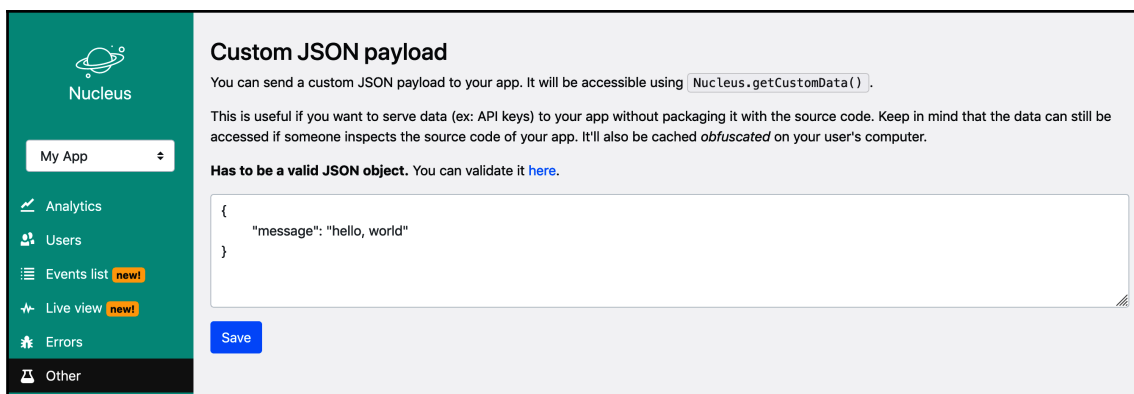 Nucleus
My App
Analytics
Users
Events list new!
Live view new!
Errors
Other
Custom JSON payload
You can send a custom JSON payload to your app. It will be accessible using Nucleus.getCustomData() .
This is useful if you want to serve data (ex: API keys) to your app without packaging it with the source code. Keep in mind that the data can still be
accessed if someone inspects the source code of your app. It'll also be cached obfuscated on your user's computer.
Has to be a valid JSON object. You can validate it here.
{
"message": "hello, world"
}
Save